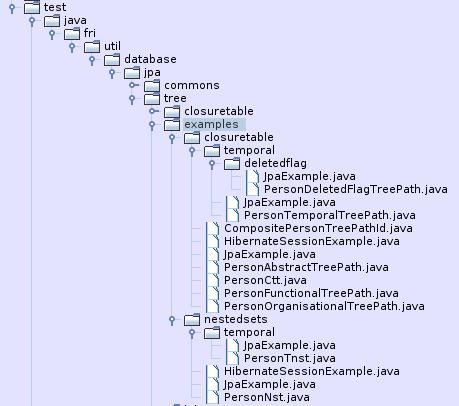 test
java
fri
util
database
jpa
commons
tree
closuretable
examples
closuretable
temporal
deletedflag
JpaExample.java
PersonDeletedFlagTreePath.java
JpaExample.java
PersonTemporalTreePath.java
CompositePersonTreePathId.java
HibernateSessionExample.java
JpaExample.java
PersonAbstractTreePath.java
PersonCtt.java
PersonFunctionalTreePath.java
PersonOrganisationalTreePath.java
nestedsets
temporal
JpaExample.java
PersonTnst.java
HibernateSessionExample.java
JpaExample.java
PersonNst.java